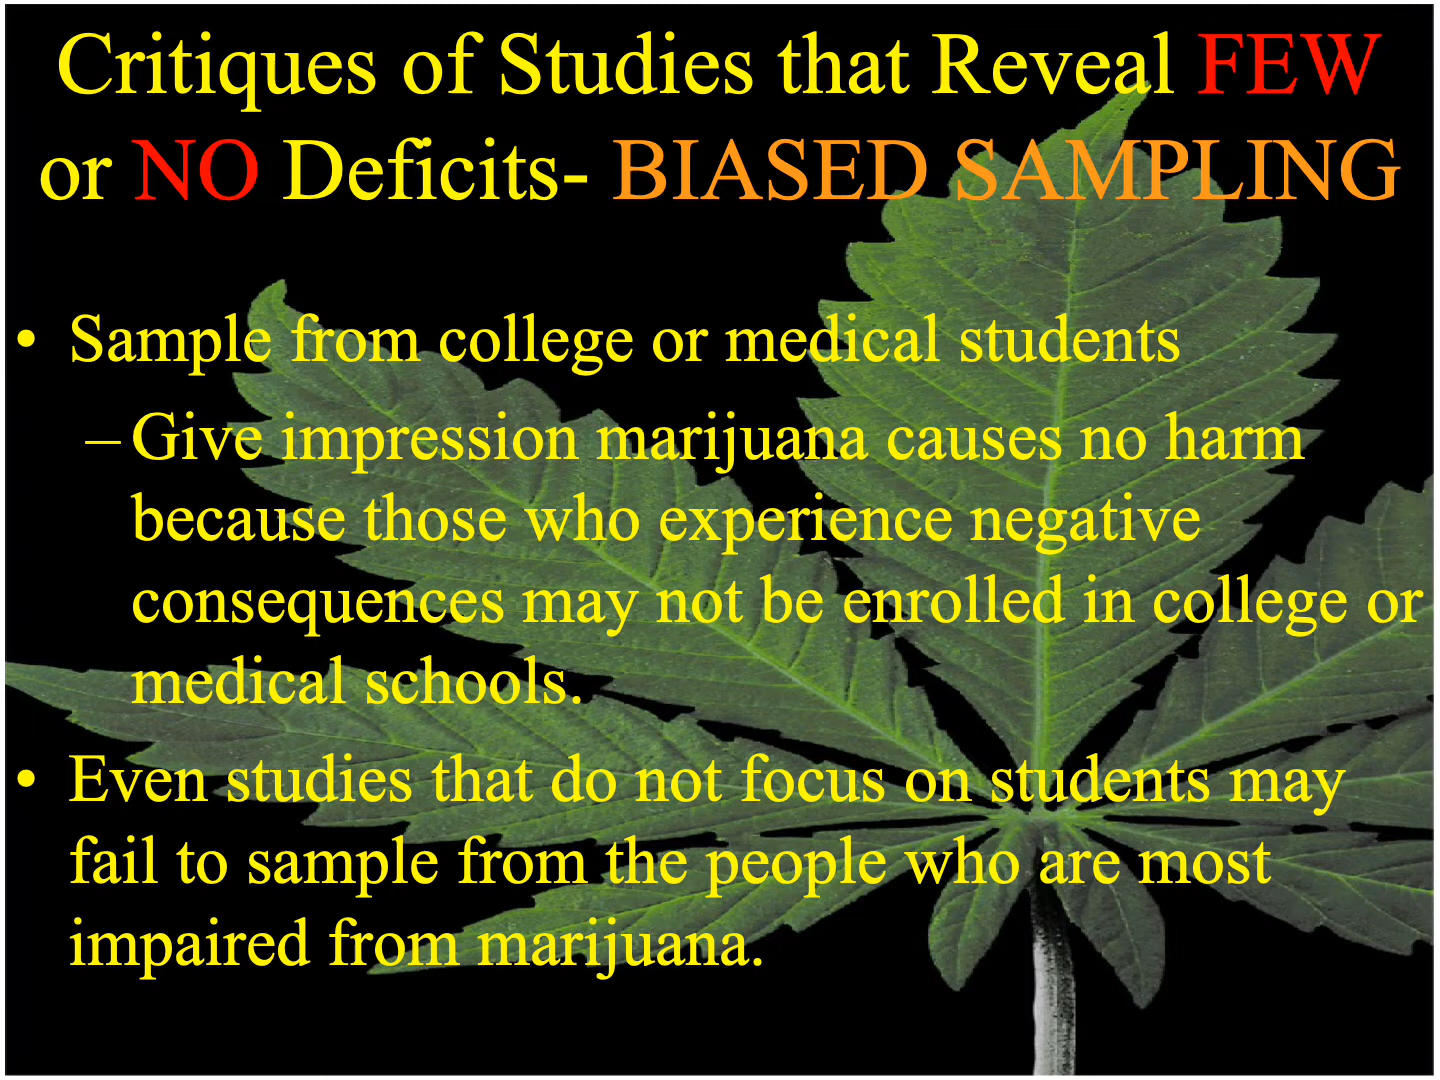 Critiques of Studies that Reveal FEW
or NO Deficits- BIASED SAMPLING
• Sample from college or medical students
– Give impression marijuana causes no harm
because those who experience negative
consequences may not be enrolled in college or
medical schools.
• Even studies that do not focus on students may
fail to sample from the people who are most
impaired from marijuana.